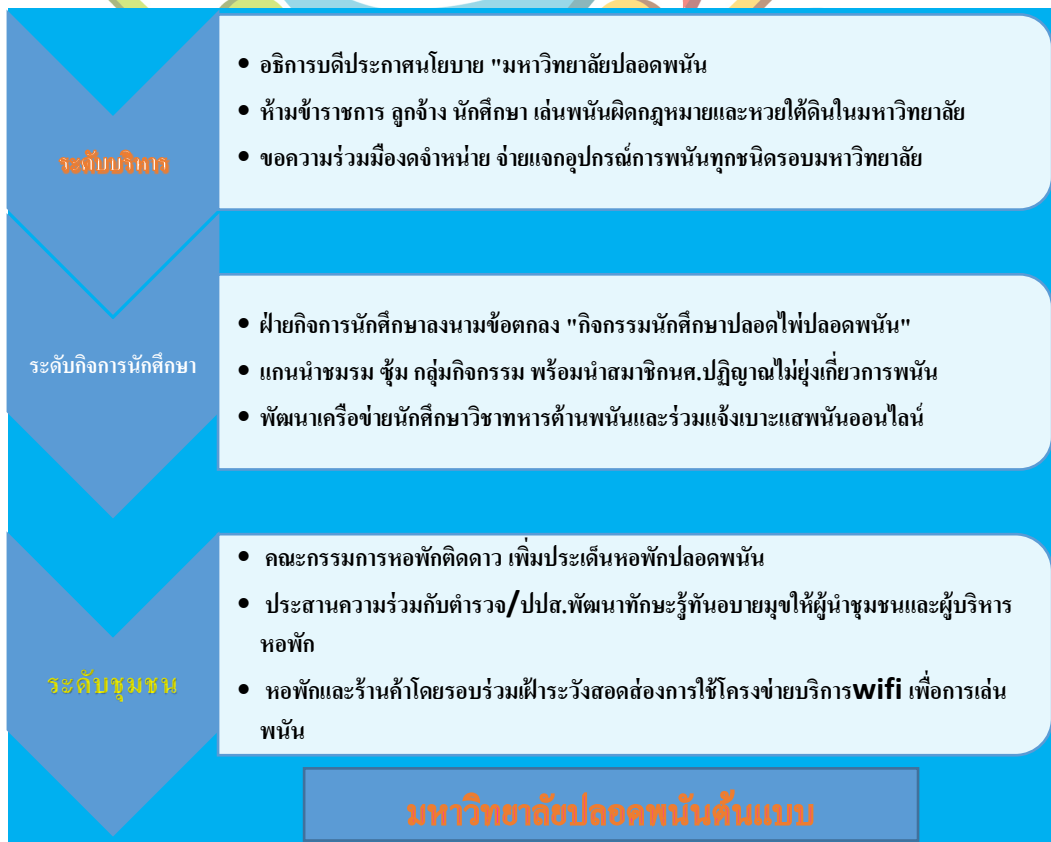 ระดับบริการ
• อธิการบดีประกาศนโยบาย "มหาวิทยาลัยปลอดพนัน
• ห้ามข้าราชการ ลูกจ้าง นักศึกษา เล่นพนันผิดกฎหมายและหวยใต้ดินในมหาวิทยาลัย
• ขอความร่วมมืองดจำหน่าย จ่ายแจกอุปกรณ์การพนันทุกชนิดรอบมหาวิทยาลัย
ระดับกิจการนักศึกษา
• ฝ่ายกิจการนักศึกษาลงนามข้อตกลง "กิจกรรมนักศึกษาปลอดไพ่ปลอดพนัน"
• แกนนำชมรม ซุ้ม กลุ่มกิจกรรม พร้อมนำสมาชิกนศ.ปฏิญาณไม่ยุ่งเกี่ยวการพนัน
• พัฒนาเครือข่ายนักศึกษาวิชาทหารต้านพนันและร่วมแจ้งเบาะแสพนันออนไลน์
ระดับชุมชน
• คณะกรรมการหอพักติดดาว เพิ่มประเด็นหอพักปลอดพนัน
• ประสานความร่วมกับตำรวจ/ปปส.พัฒนาทักษะรู้ทันอบายมุขให้ผู้นำชุมชนและผู้บริหาร
หอพัก
• หอพักและร้านค้าโดยรอบร่วมเฝ้าระวังสอดส่องการใช้โครงข่ายบริการwifi เพื่อการเล่น
พนัน
มหาวิทยาลัยปลอดพนันต้นแบบ